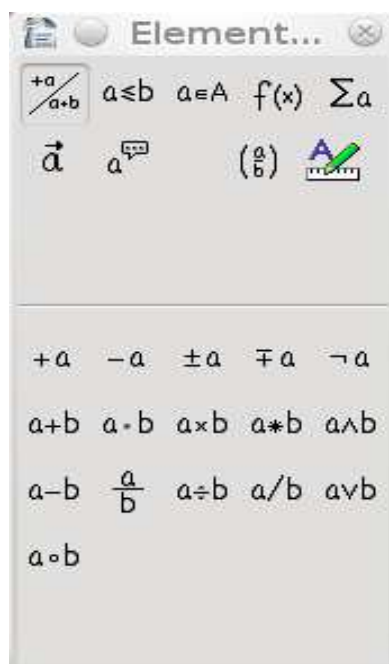 Element...
+a/a∘b a≤b a∈A f(x) Σa
a⃗ a (a b) A
+a −a ±a ∓a ¬a
a+b a·b a×b a∗b a∧b
a−b a/b a÷b a/b a∨b
a∘b